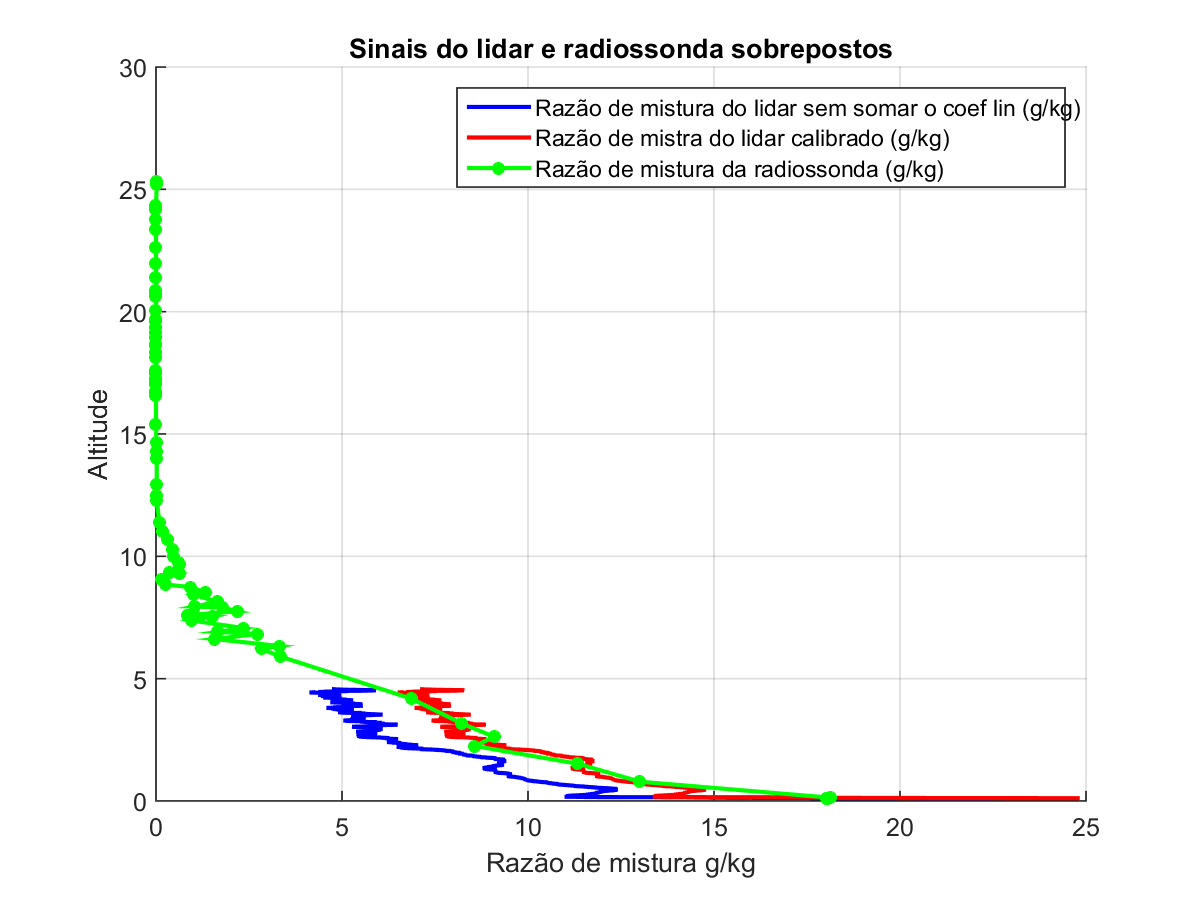 Sinais do lidar e radiossonda sobrepostos
30
Razão de mistura do lidar sem somar o coef lin (g/kg)
Razão de mistra do lidar calibrado (g/kg)
Razão de mistura da radiossonda (g/kg)
25
20
15
10
5
0
Altitude
0 5 10 15 20 25
Razão de mistura g/kg